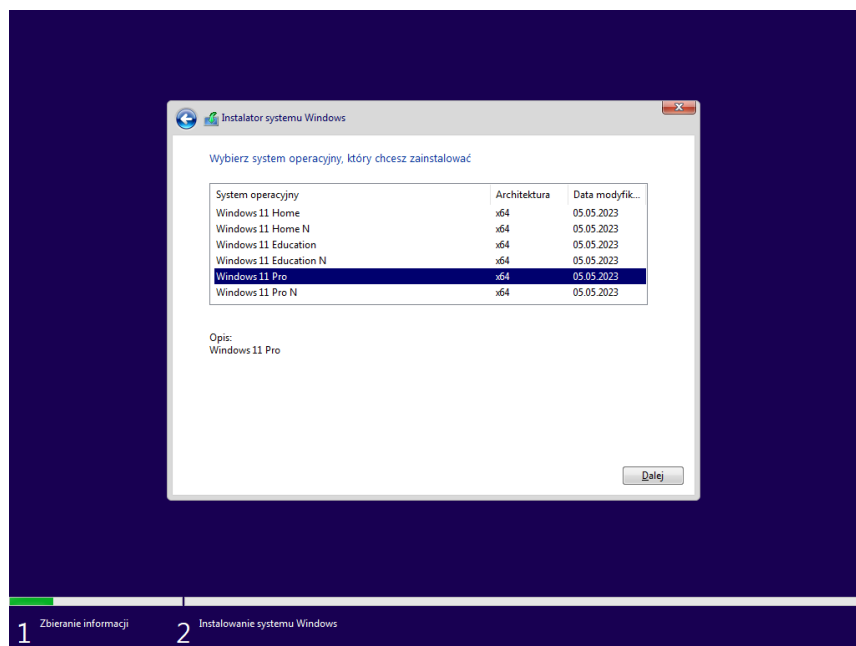 Instalator systemu Windows
Wybierz system operacyjny, który chcesz zainstalować
System operacyjny Architektura Data modyfik...
Windows 11 Home x64 05.05.2023
Windows 11 Home N x64 05.05.2023
Windows 11 Education x64 05.05.2023
Windows 11 Education N x64 05.05.2023
Windows 11 Pro x64 05.05.2023
Windows 11 Pro N x64 05.05.2023
Opis:
Windows 11 Pro
Dalej
1 Zbieranie informacji 2 Instalowanie systemu Windows